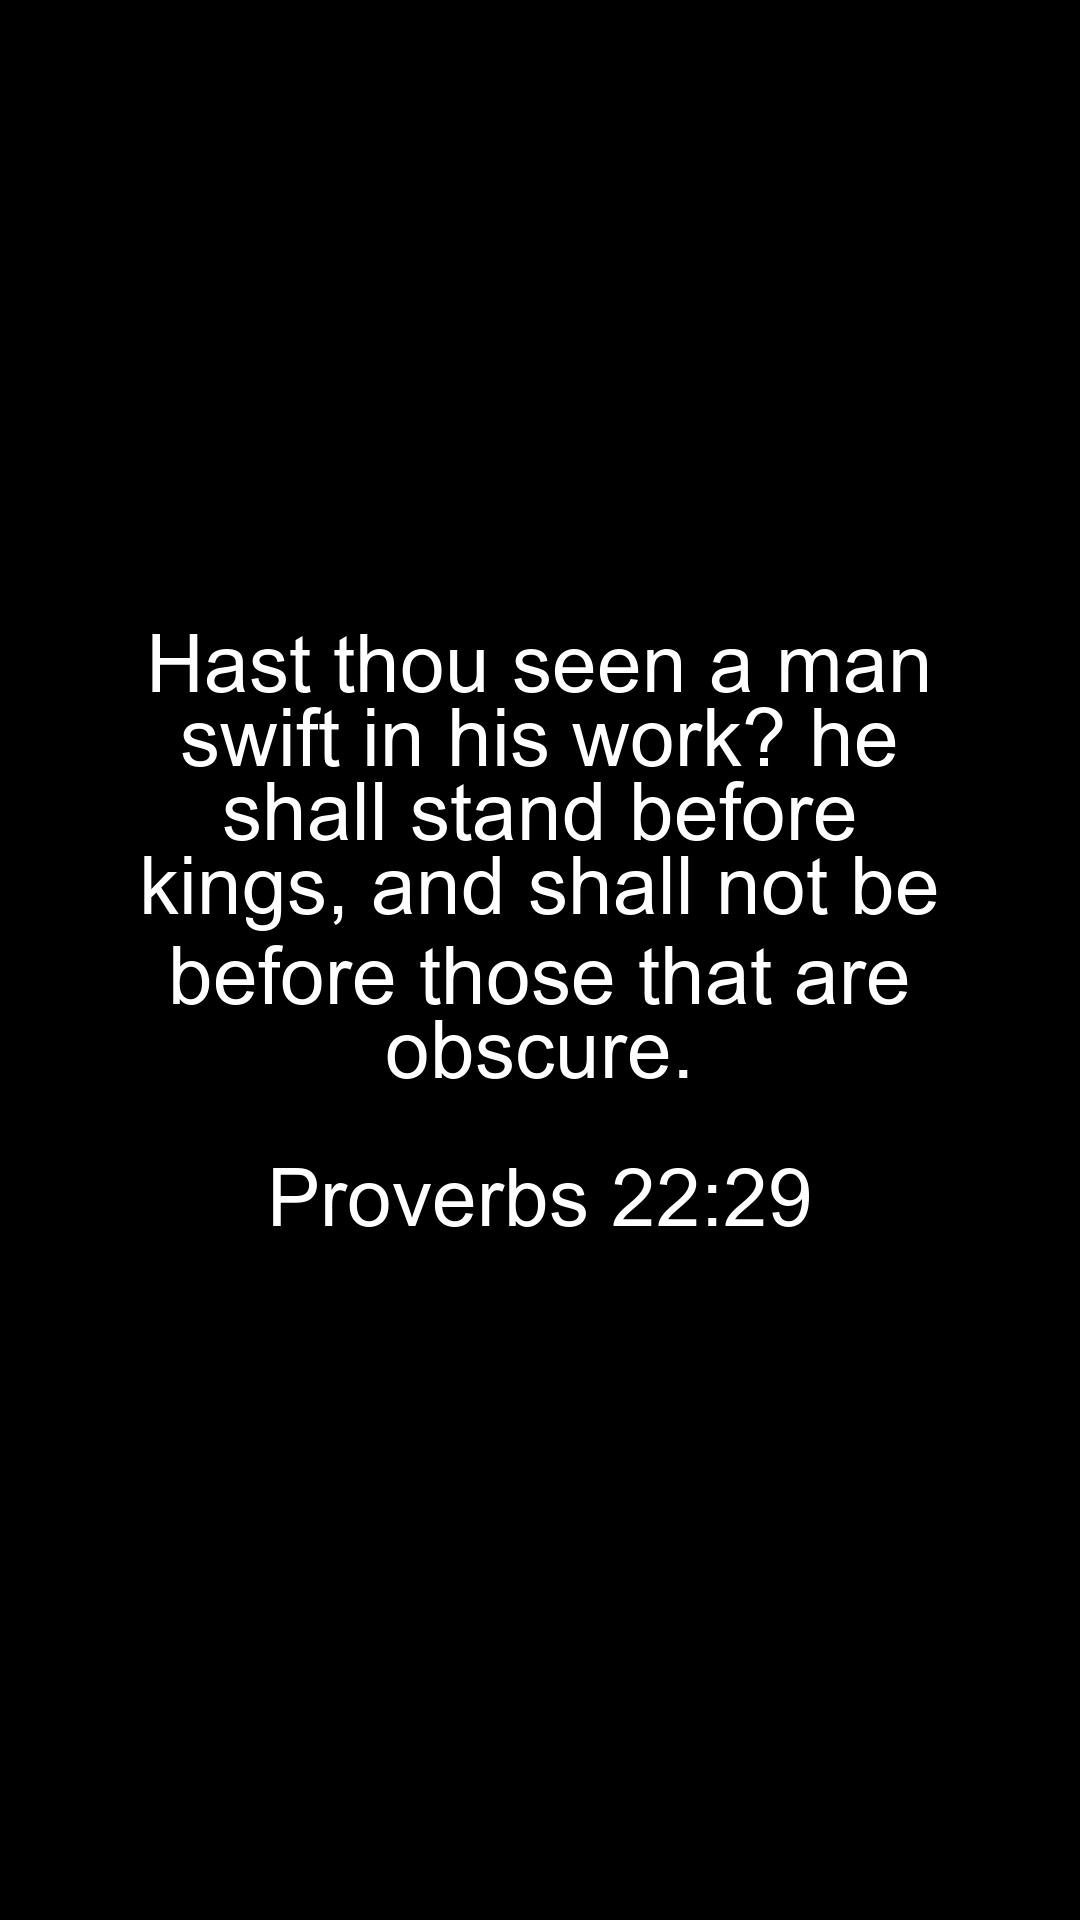 Hast thou seen a man
swift in his work? he
shall stand before
kings, and shall not be
before those that are
obscure.
Proverbs 22:29